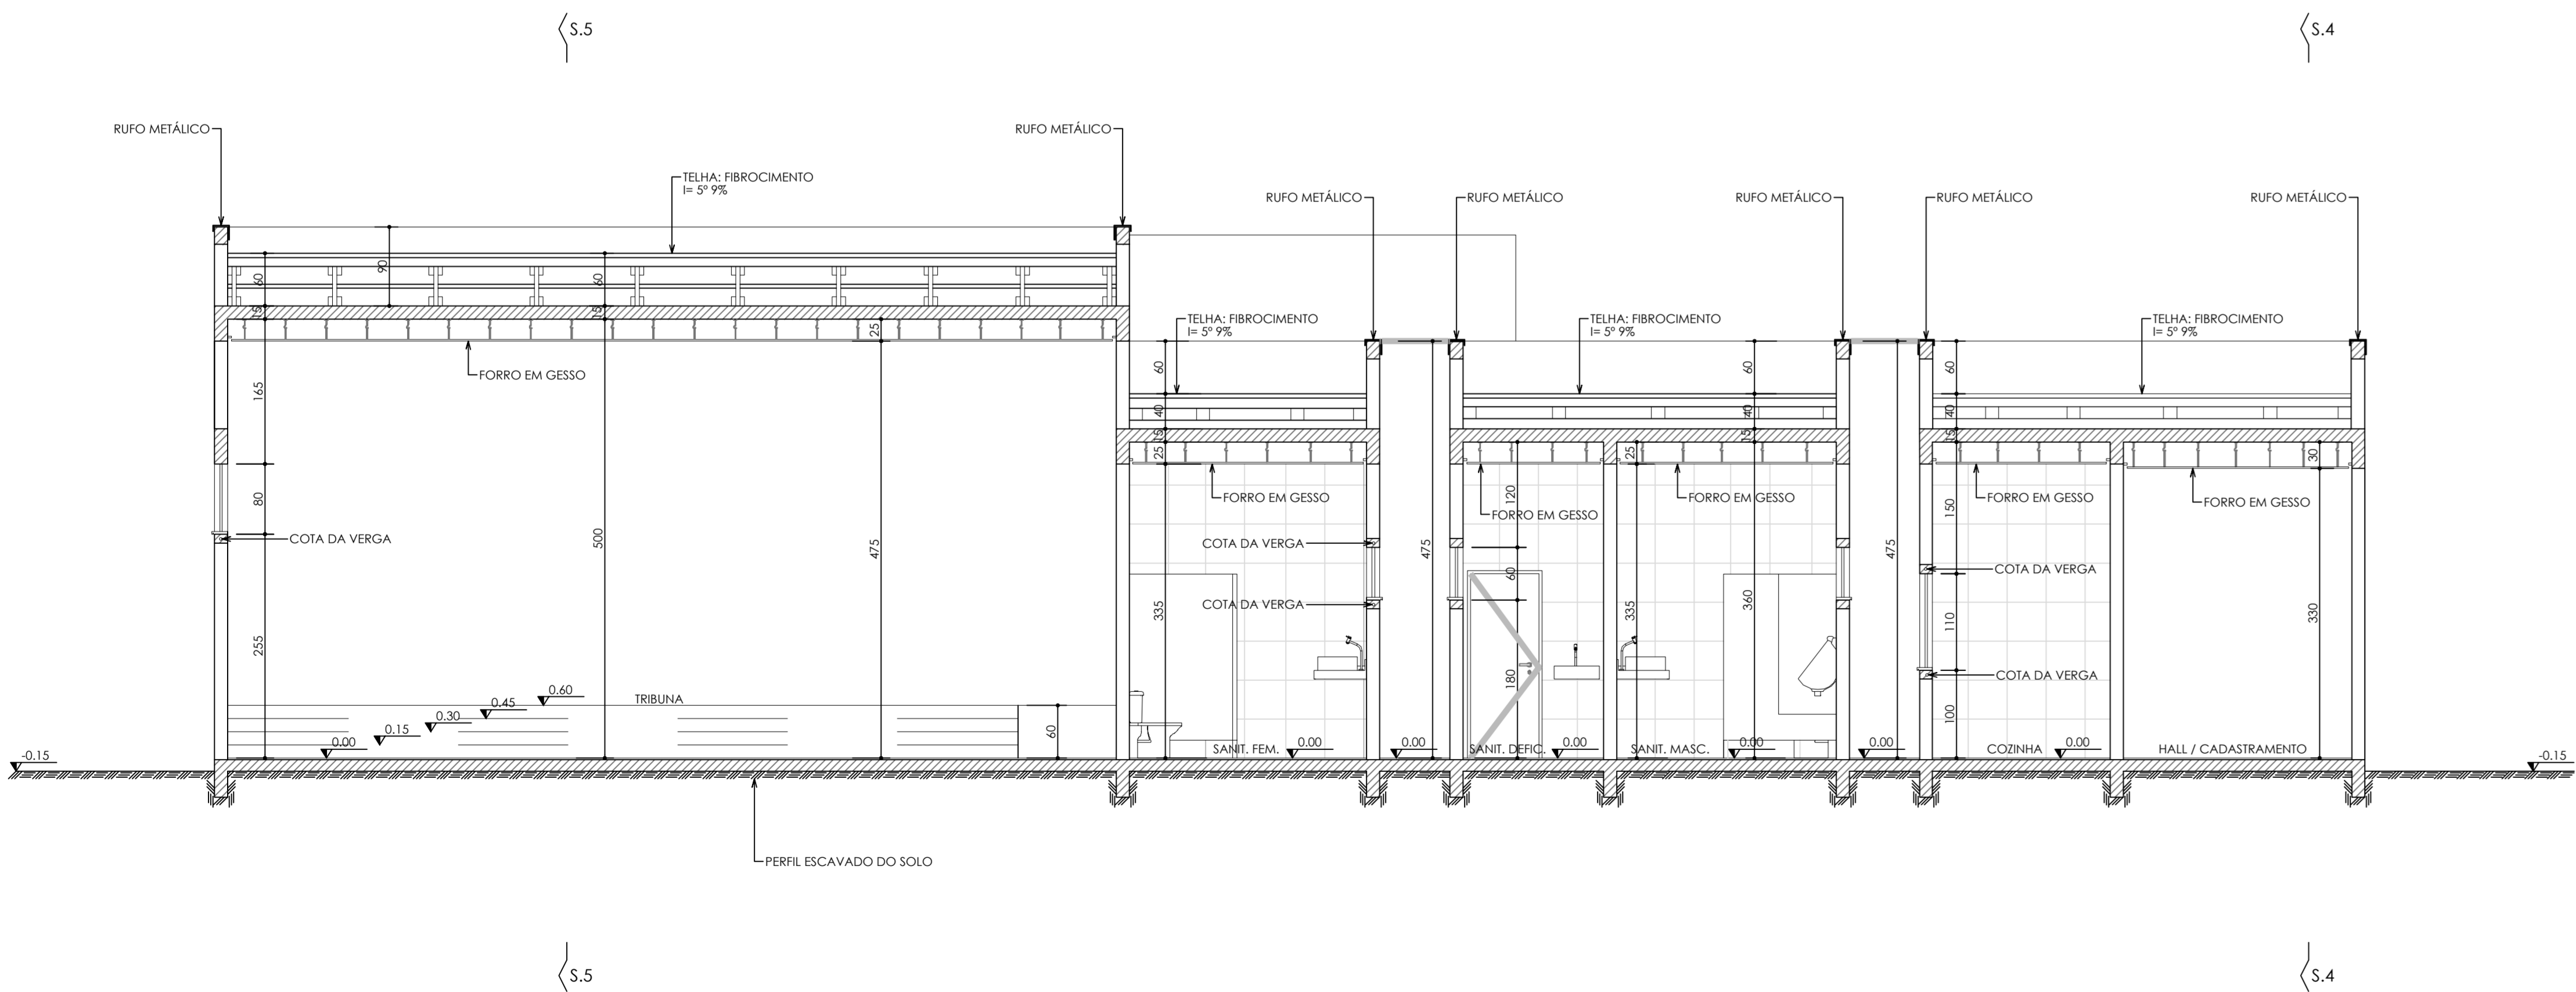 S.5
S.4
RUFO METÁLICO
RUFO METÁLICO
TELHA: FIBROCIMENTO
I= 5º 9%
RUFO METÁLICO
RUFO METÁLICO
RUFO METÁLICO
RUFO METÁLICO
RUFO METÁLICO
90
60
60
15
15
25
TELHA: FIBROCIMENTO
I= 5º 9%
TELHA: FIBROCIMENTO
I= 5º 9%
TELHA: FIBROCIMENTO
I= 5º 9%
FORRO EM GESSO
165
60
60
60
40
40
40
15
15
15
25
25
30
80
FORRO EM GESSO
120
FORRO EM GESSO
FORRO EM GESSO
150
FORRO EM GESSO
FORRO EM GESSO
COTA DA VERGA
500
475
COTA DA VERGA
475
475
60
COTA DA VERGA
COTA DA VERGA
335
335
360
110
330
255
180
COTA DA VERGA
100
0.60
TRIBUNA
0.45
0.30
0.15
0.00
60
-0.15
SANIT. FEM.
0.00
0.00
SANIT. DEFIC.
0.00
SANIT. MASC.
0.00
0.00
COZINHA
0.00
HALL / CADASTRAMENTO
-0.15
PERFIL ESCAVADO DO SOLO
S.5
S.4